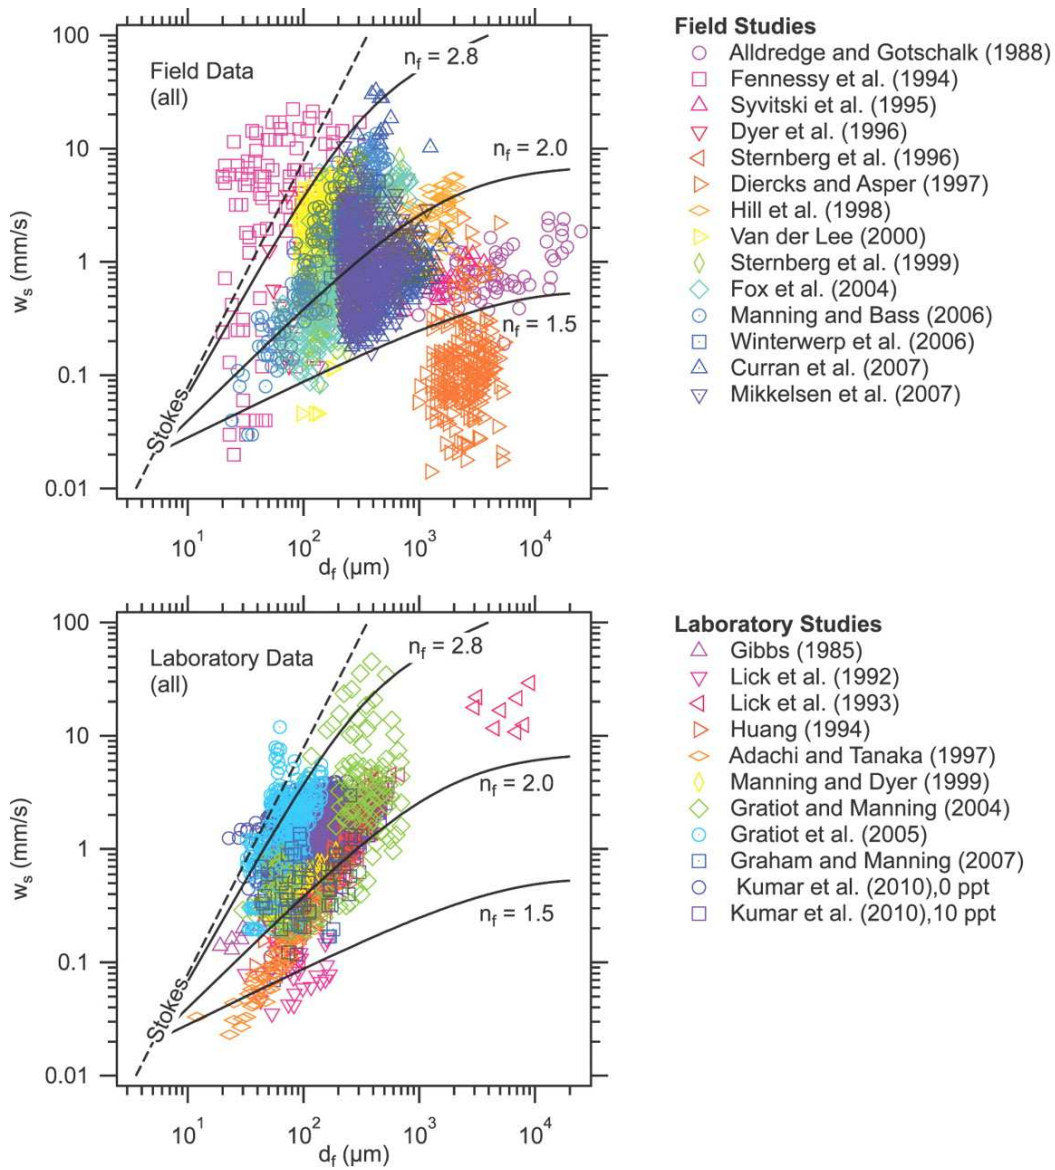 Field Data
(all)
n_f = 2.8
n_f = 2.0
n_f = 1.5
Stokes
100
10
1
0.1
0.01
w_s (mm/s)
10^1
10^2
10^3
10^4
d_f (µm)
Field Studies
Alldredge and Gotschalk (1988)
Fennessy et al. (1994)
Syvitski et al. (1995)
Dyer et al. (1996)
Sternberg et al. (1996)
Diercks and Asper (1997)
Hill et al. (1998)
Van der Lee (2000)
Sternberg et al. (1999)
Fox et al. (2004)
Manning and Bass (2006)
Winterwerp et al. (2006)
Curran et al. (2007)
Mikkelsen et al. (2007)
Laboratory Data
(all)
n_f = 2.8
n_f = 2.0
n_f = 1.5
Stokes
100
10
1
0.1
0.01
w_s (mm/s)
10^1
10^2
10^3
10^4
d_f (µm)
Laboratory Studies
Gibbs (1985)
Lick et al. (1992)
Lick et al. (1993)
Huang (1994)
Adachi and Tanaka (1997)
Manning and Dyer (1999)
Gratiot and Manning (2004)
Gratiot et al. (2005)
Graham and Manning (2007)
Kumar et al. (2010),0 ppt
Kumar et al. (2010),10 ppt